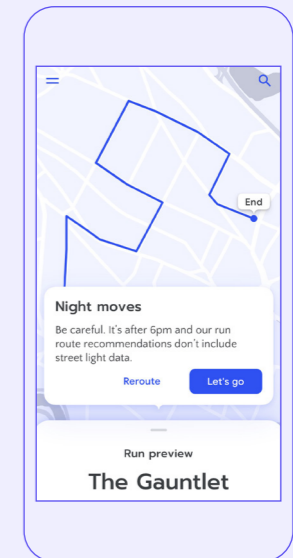 End
Night moves
Be careful. It's after 6pm and our run
route recommendations don't include
street light data.
Reroute Let's go
Run preview
The Gauntlet